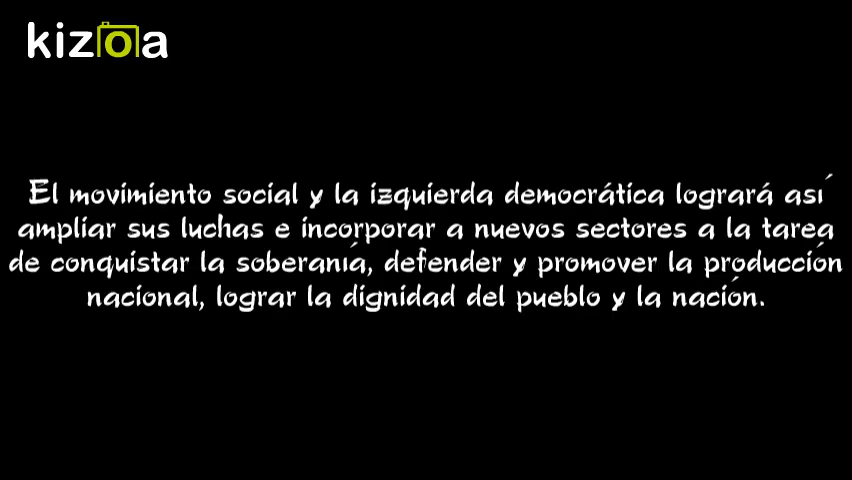 kizoa
El movimiento social y la izquierda democrática logrará así
ampliar sus luchas e incorporar a nuevos sectores a la tarea
de conquistar la soberanía, defender y promover la producción
nacional, lograr la dignidad del pueblo y la nación.